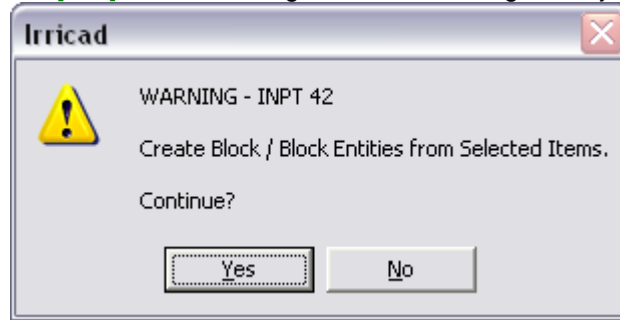 Irricad
WARNING - INPT 42
Create Block / Block Entities from Selected Items.
Continue?
Yes
No